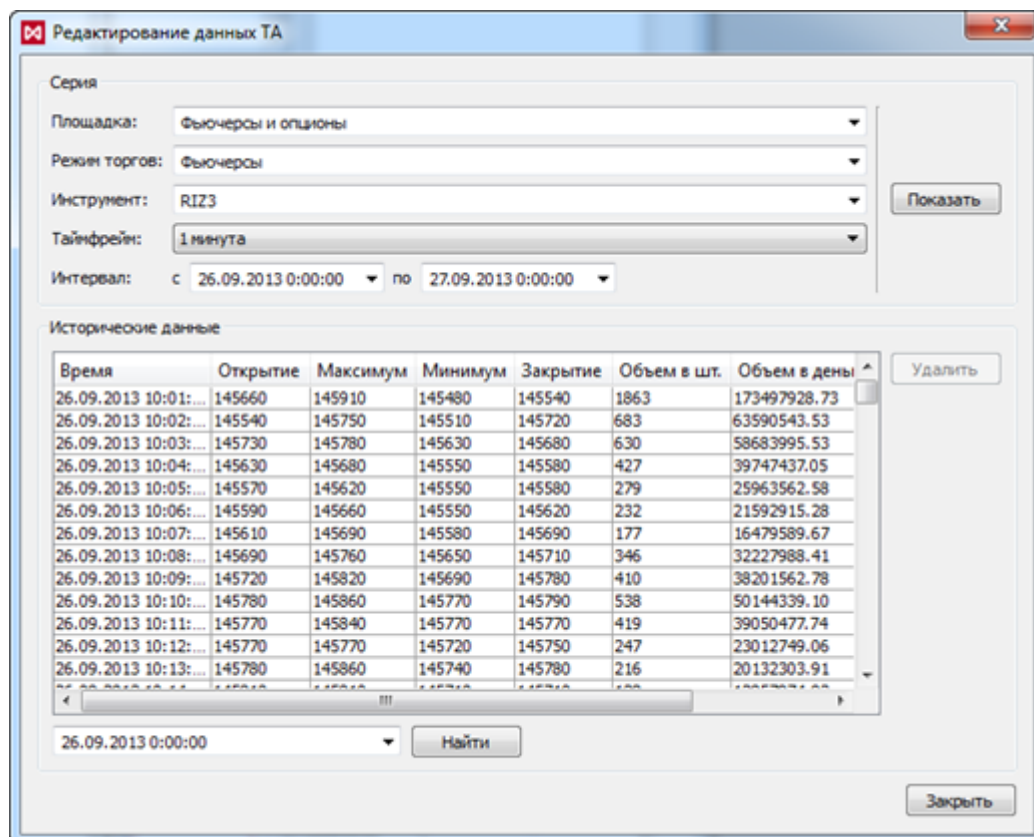 Редактирование данных ТА
Серия
Площадка: Фьючерсы и опционы
Режим торгов: Фьючерсы
Инструмент: RIZ3
Показать
Таймфрейм: 1 минута
Интервал: с 26.09.2013 0:00:00 по 27.09.2013 0:00:00
Исторические данные
Время Открытие Максимум Минимум Закрытие Объем в шт. Объем в день
Удалить
26.09.2013 10:01:... 145660 145910 145480 145540 1863 173497928.73
26.09.2013 10:02:... 145540 145750 145510 145720 683 63590543.53
26.09.2013 10:03:... 145730 145780 145630 145680 630 58683995.53
26.09.2013 10:04:... 145630 145680 145550 145580 427 39747437.05
26.09.2013 10:05:... 145570 145620 145550 145580 279 25963562.58
26.09.2013 10:06:... 145590 145660 145550 145620 232 21592915.28
26.09.2013 10:07:... 145610 145690 145580 145690 177 16479589.67
26.09.2013 10:08:... 145690 145760 145650 145710 346 32227988.41
26.09.2013 10:09:... 145720 145820 145690 145780 410 38201562.78
26.09.2013 10:10:... 145780 145860 145770 145790 538 50144339.10
26.09.2013 10:11:... 145770 145840 145770 145770 419 39050477.74
26.09.2013 10:12:... 145770 145770 145720 145750 247 23012749.06
26.09.2013 10:13:... 145780 145860 145740 145780 216 20132303.91
26.09.2013 0:00:00
Найти
Закрыть